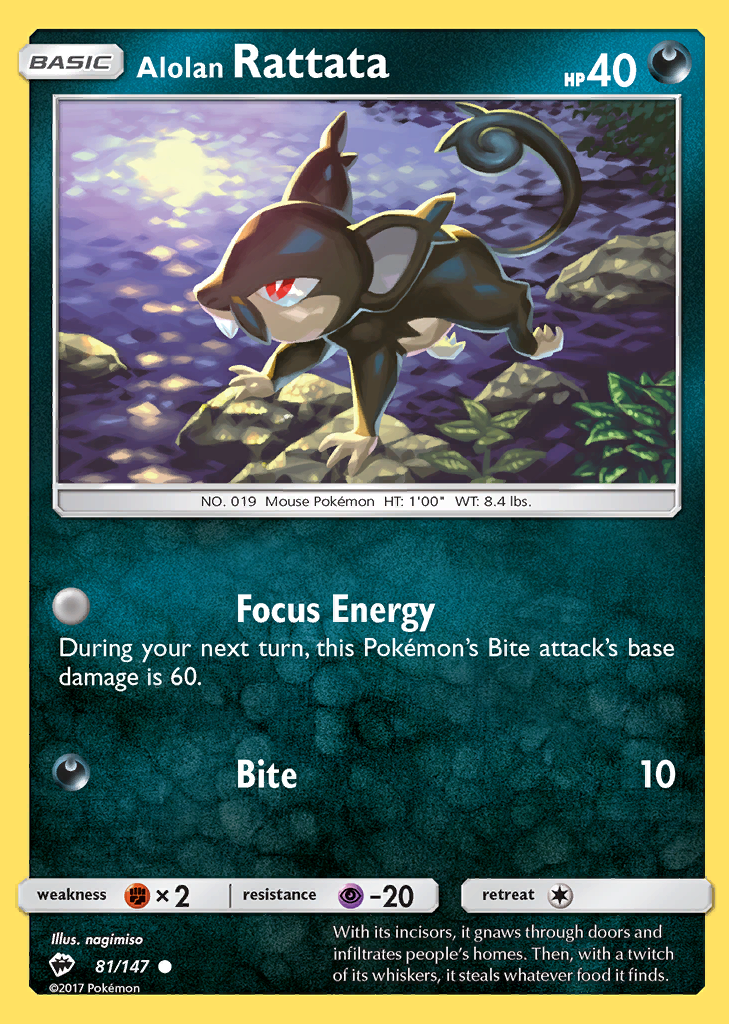 BASIC Alolan Rattata HP 40
NO. 019 Mouse Pokémon HT: 1'00" WT: 8.4 lbs.
Focus Energy
During your next turn, this Pokémon's Bite attack's base
damage is 60.
Bite 10
weakness × 2 resistance -20 retreat
Illus. nagimiso
81/147
©2017 Pokémon
With its incisors, it gnaws through doors and
infiltrates people's homes. Then, with a twitch
of its whiskers, it steals whatever food it finds.